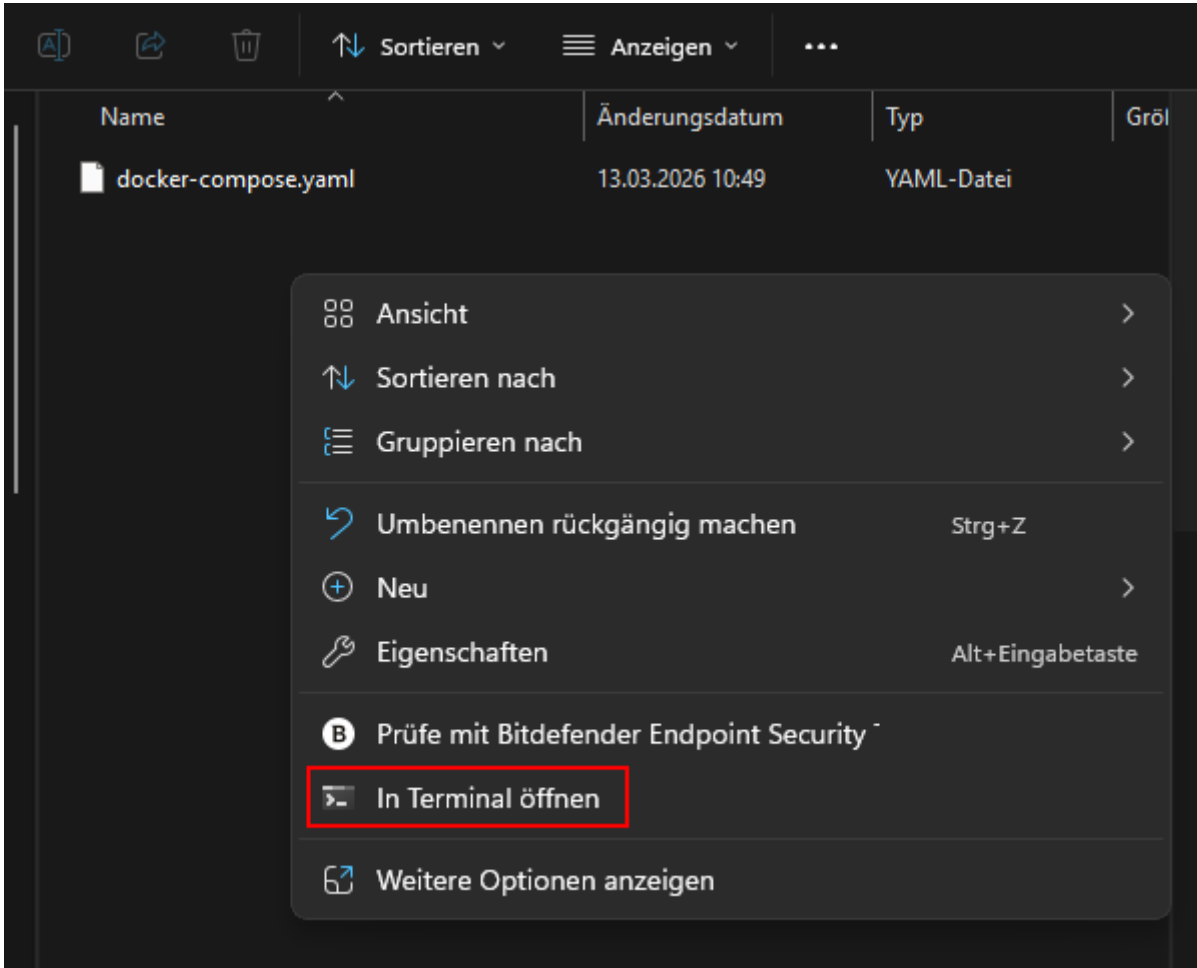 Sortieren
Anzeigen
Name
Änderungsdatum
Typ
docker-compose.yaml
13.03.2026 10:49
YAML-Datei
Ansicht
Sortieren nach
Gruppieren nach
Umbenennen rückgängig machen
Strg+Z
Neu
Eigenschaften
Alt+Eingabetaste
B
Prüfe mit Bitdefender Endpoint Security
In Terminal öffnen
Weitere Optionen anzeigen